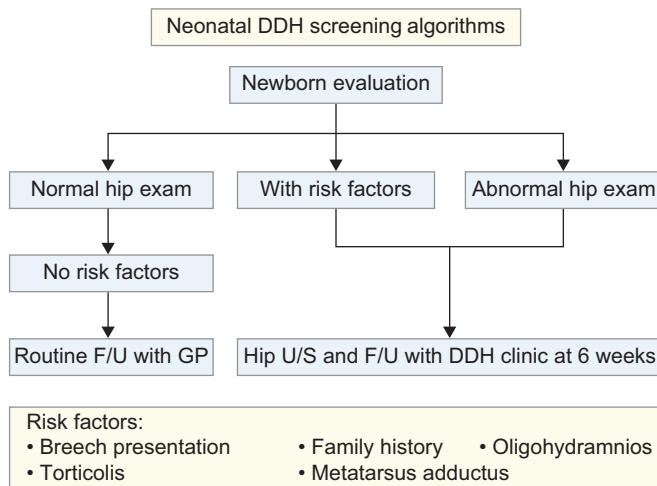 Neonatal DDH screening algorithms
Newborn evaluation
Normal hip exam
With risk factors
Abnormal hip exam
No risk factors
Routine F/U with GP
Hip U/S and F/U with DDH clinic at 6 weeks
Risk factors:
• Breech presentation • Family history • Oligohydramnios
• Torticolis • Metatarsus adductus